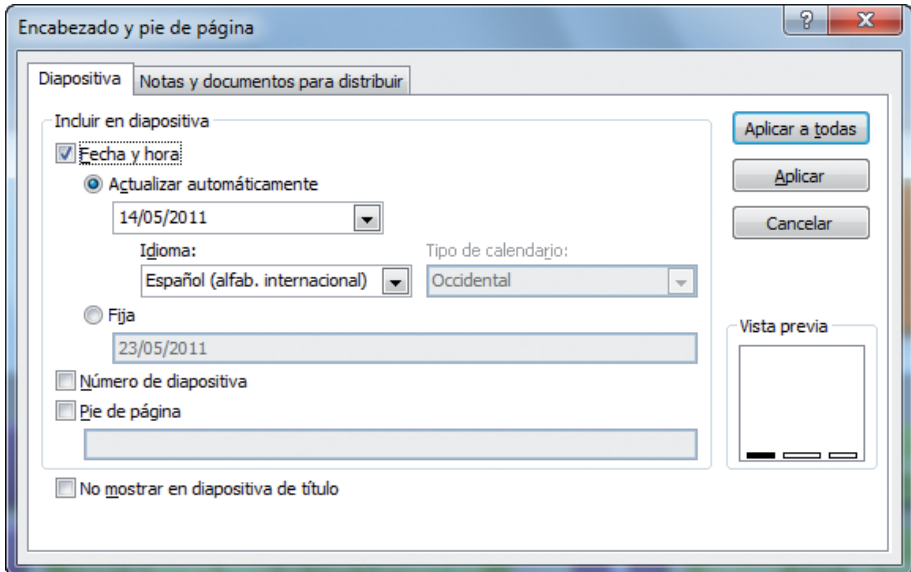 Encabezado y pie de página
Diapositiva
Notas y documentos para distribuir
Incluir en diapositiva
Fecha y hora
Actualizar automáticamente
14/05/2011
Idioma:
Tipo de calendario:
Español (alfab. internacional)
Occidental
Fija
23/05/2011
Número de diapositiva
Pie de página
No mostrar en diapositiva de título
Aplicar a todas
Aplicar
Cancelar
Vista previa